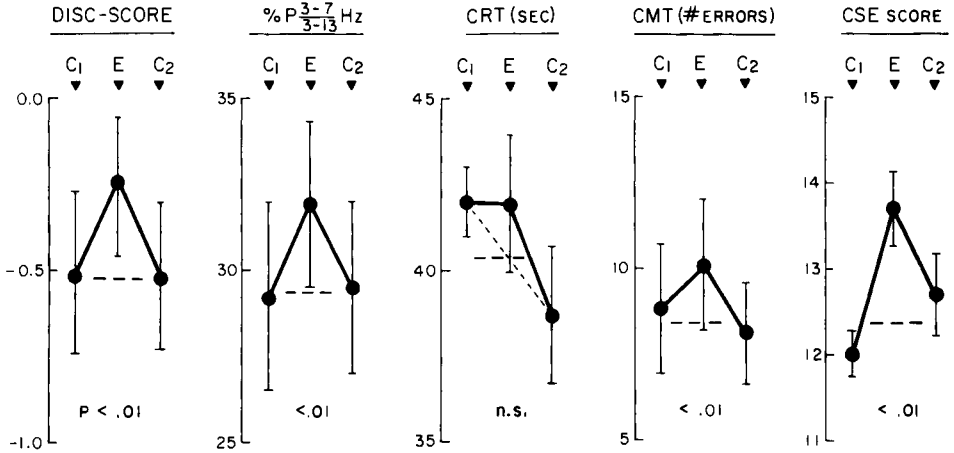 DISC-SCORE
% P 3-7/3-13 Hz
CRT (SEC)
CMT (# ERRORS)
CSE SCORE
C1 E C2
C1 E C2
C1 E C2
C1 E C2
C1 E C2
0.0
-0.5
-1.0
P < .01
35
30
25
<.01
45
40
35
n.s.
15
10
5
<.01
15
14
13
12
11
<.01